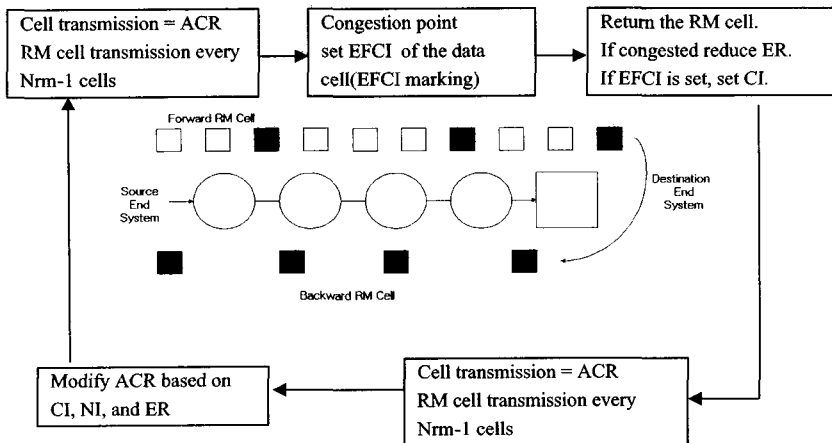 Cell transmission = ACR
RM cell transmission every
Nrm-1 cells
Congestion point
set EFCI of the data
cell(EFCI marking)
Return the RM cell.
If congested reduce ER.
If EFCI is set, set CI.
Forward RM Cell
Source
End
System
Destination
End
System
Backward RM Cell
Modify ACR based on
CI, NI, and ER
Cell transmission = ACR
RM cell transmission every
Nrm-1 cells